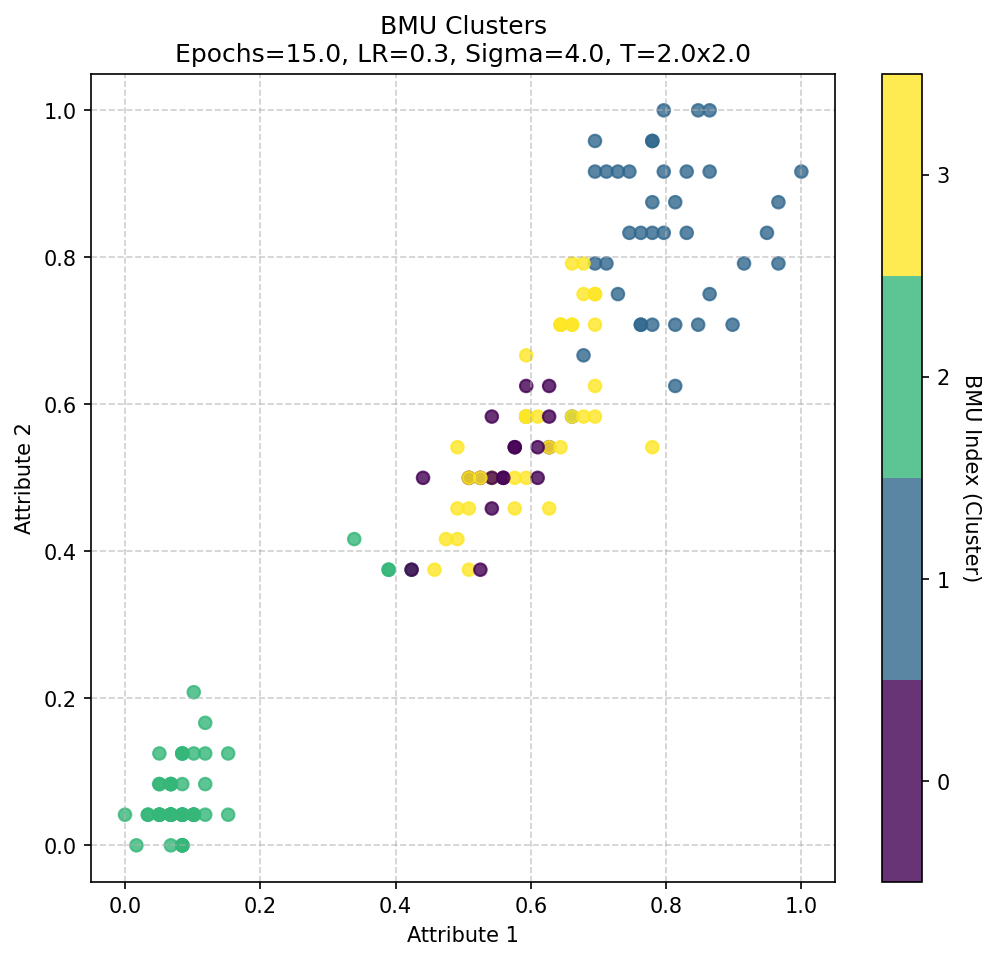 BMU Clusters
Epochs=15.0, LR=0.3, Sigma=4.0, T=2.0x2.0
1.0
0.8
0.6
0.4
0.2
0.0
Attribute 2
0.0 0.2 0.4 0.6 0.8 1.0
Attribute 1
3
2
1
0
BMU Index (Cluster)